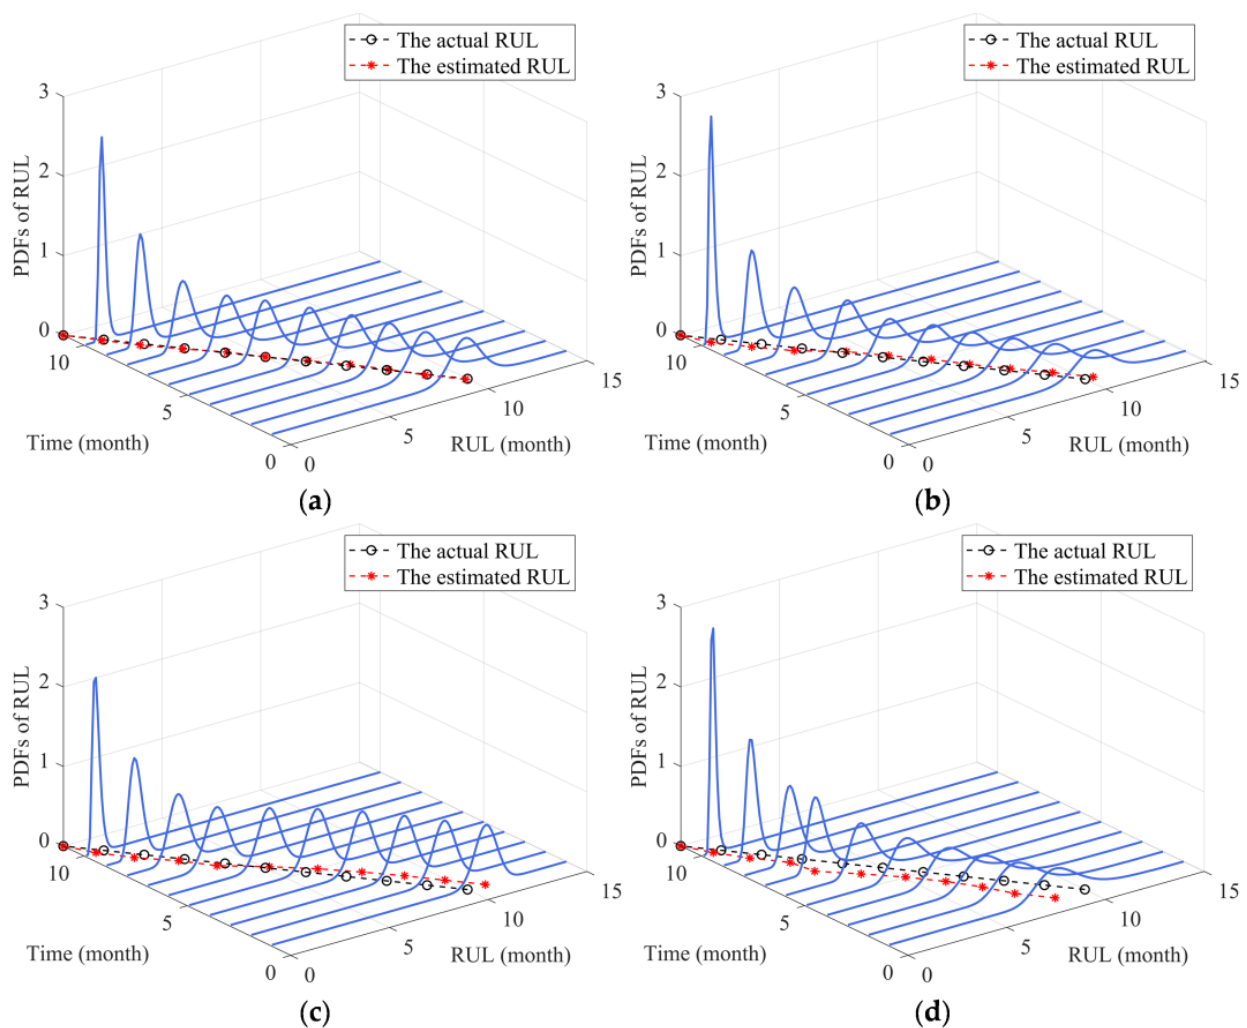 The actual RUL
The estimated RUL
3
2
1
0
PDFs of RUL
10
5
0
Time (month)
0
5
10
15
RUL (month)
(a)
The actual RUL
The estimated RUL
3
2
1
0
PDFs of RUL
10
5
0
Time (month)
0
5
10
15
RUL (month)
(b)
The actual RUL
The estimated RUL
3
2
1
0
PDFs of RUL
10
5
0
Time (month)
0
5
10
15
RUL (month)
(c)
The actual RUL
The estimated RUL
3
2
1
0
PDFs of RUL
10
5
0
Time (month)
0
5
10
15
RUL (month)
(d)